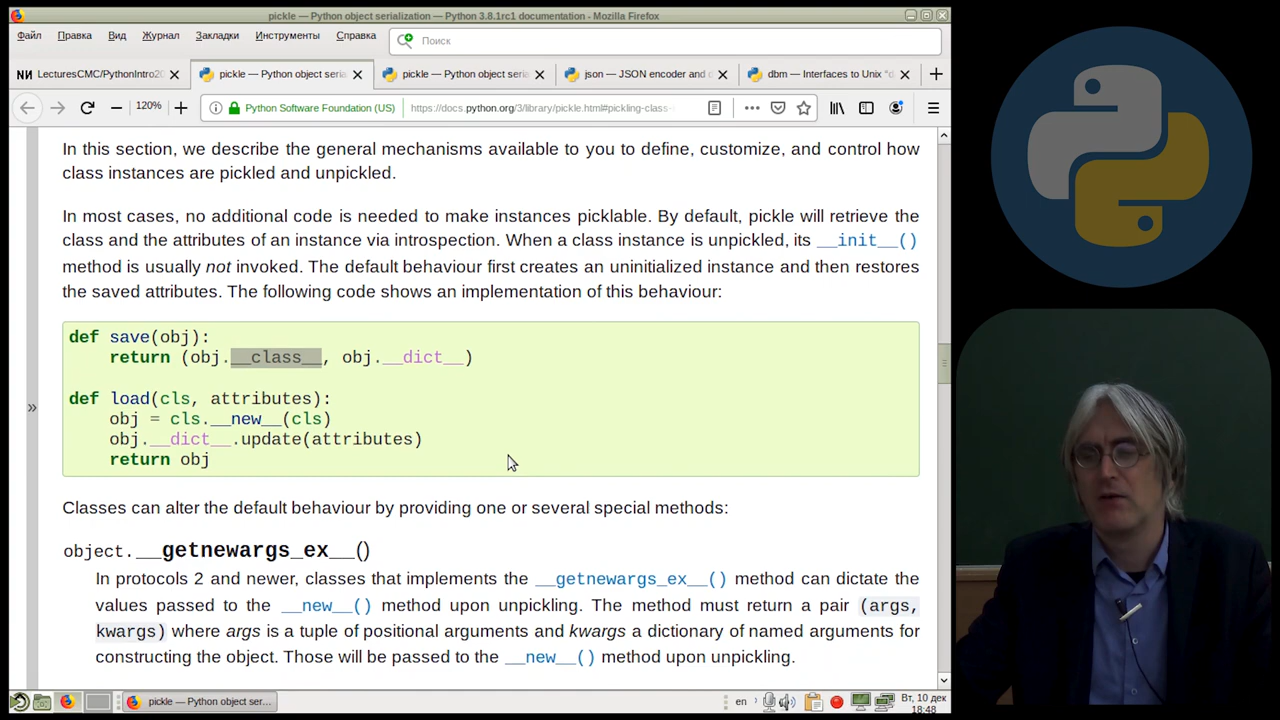 pickle — Python object serialization — Python 3.8.1rc1 documentation - Mozilla Firefox
Файл Правка Вид Журнал Закладки Инструменты Справка Поиск
LecturesCMC/PythonIntro20 pickle — Python object seria pickle — Python object seria json — JSON encoder and d dbm — Interfaces to Unix "d
120% Python Software Foundation (US) https://docs.python.org/3/library/pickle.html#pickling-class-i
In this section, we describe the general mechanisms available to you to define, customize, and control how
class instances are pickled and unpickled.
In most cases, no additional code is needed to make instances picklable. By default, pickle will retrieve the
class and the attributes of an instance via introspection. When a class instance is unpickled, its __init__()
method is usually not invoked. The default behaviour first creates an uninitialized instance and then restores
the saved attributes. The following code shows an implementation of this behaviour:
def save(obj):
return (obj.__class__, obj.__dict__)
def load(cls, attributes):
obj = cls.__new__(cls)
obj.__dict__.update(attributes)
return obj
»
Classes can alter the default behaviour by providing one or several special methods:
object.__getnewargs_ex__()
In protocols 2 and newer, classes that implements the __getnewargs_ex__() method can dictate the
values passed to the __new__() method upon unpickling. The method must return a pair (args,
kwargs) where args is a tuple of positional arguments and kwargs a dictionary of named arguments for
constructing the object. Those will be passed to the __new__() method upon unpickling.
pickle — Python object ser... en Вт, 10 дек
18:48